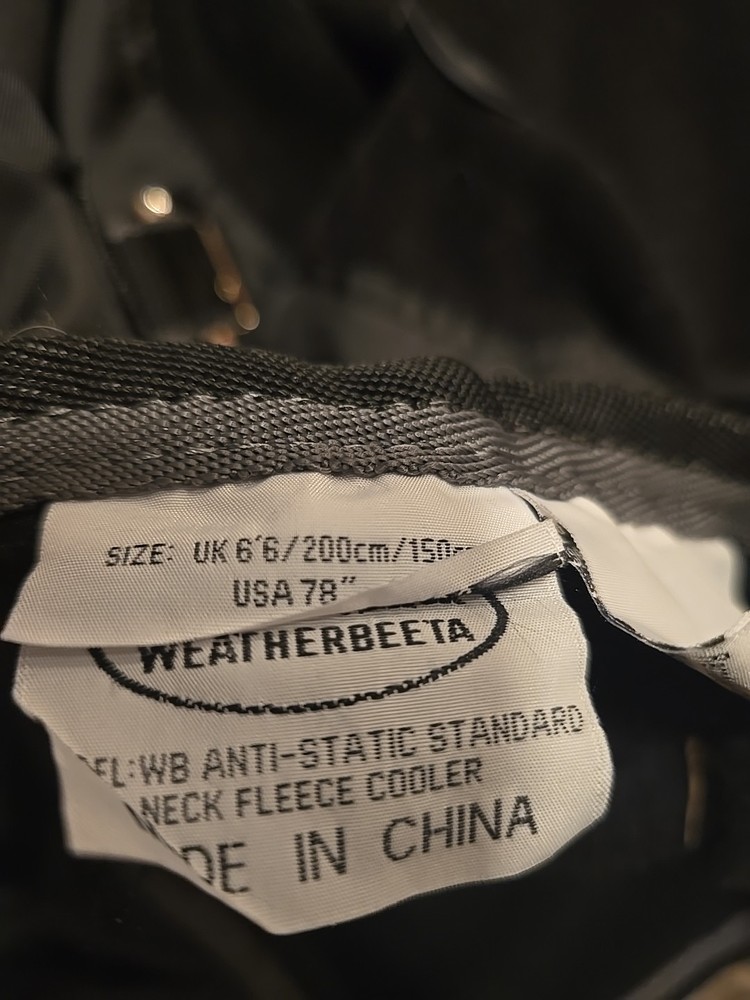 SIZE: UK 6'6/200cm/150
USA 78"
WEATHERBEETA
EL:WB ANTI-STATIC STANDARD
NECK FLEECE COOLER
DE IN CHINA